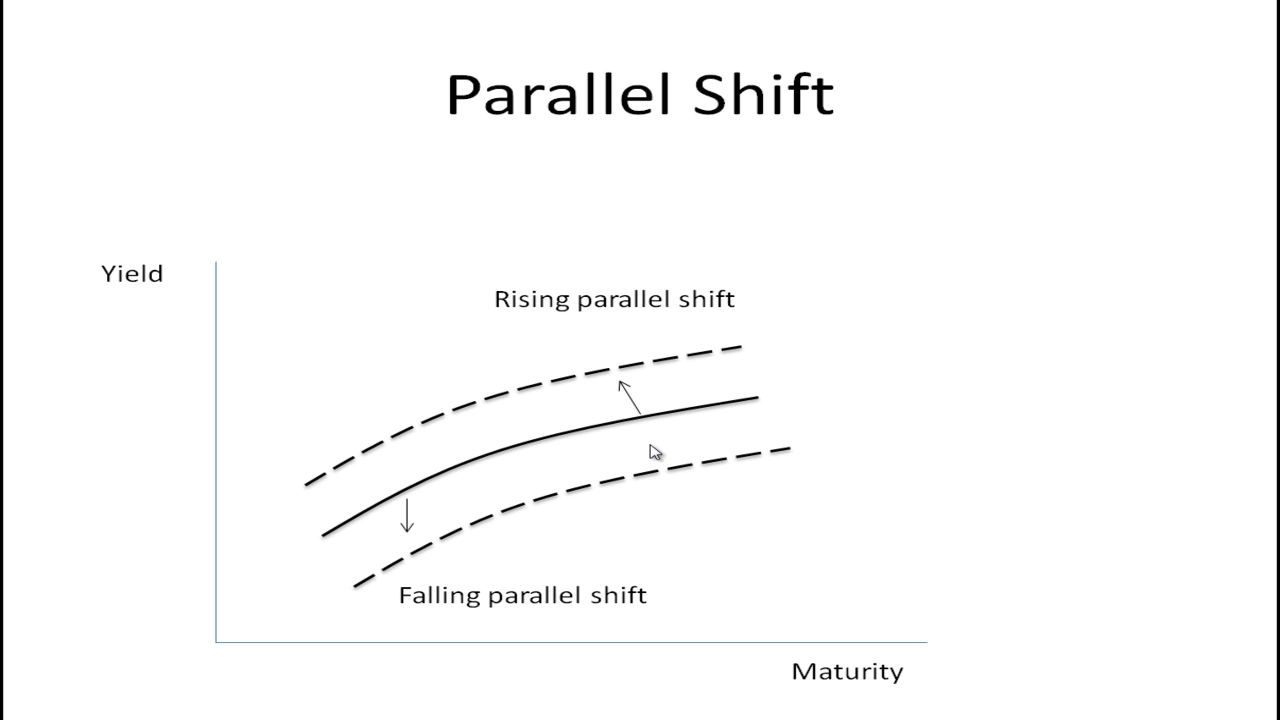 Parallel Shift
Yield
Rising parallel shift
Falling parallel shift
Maturity